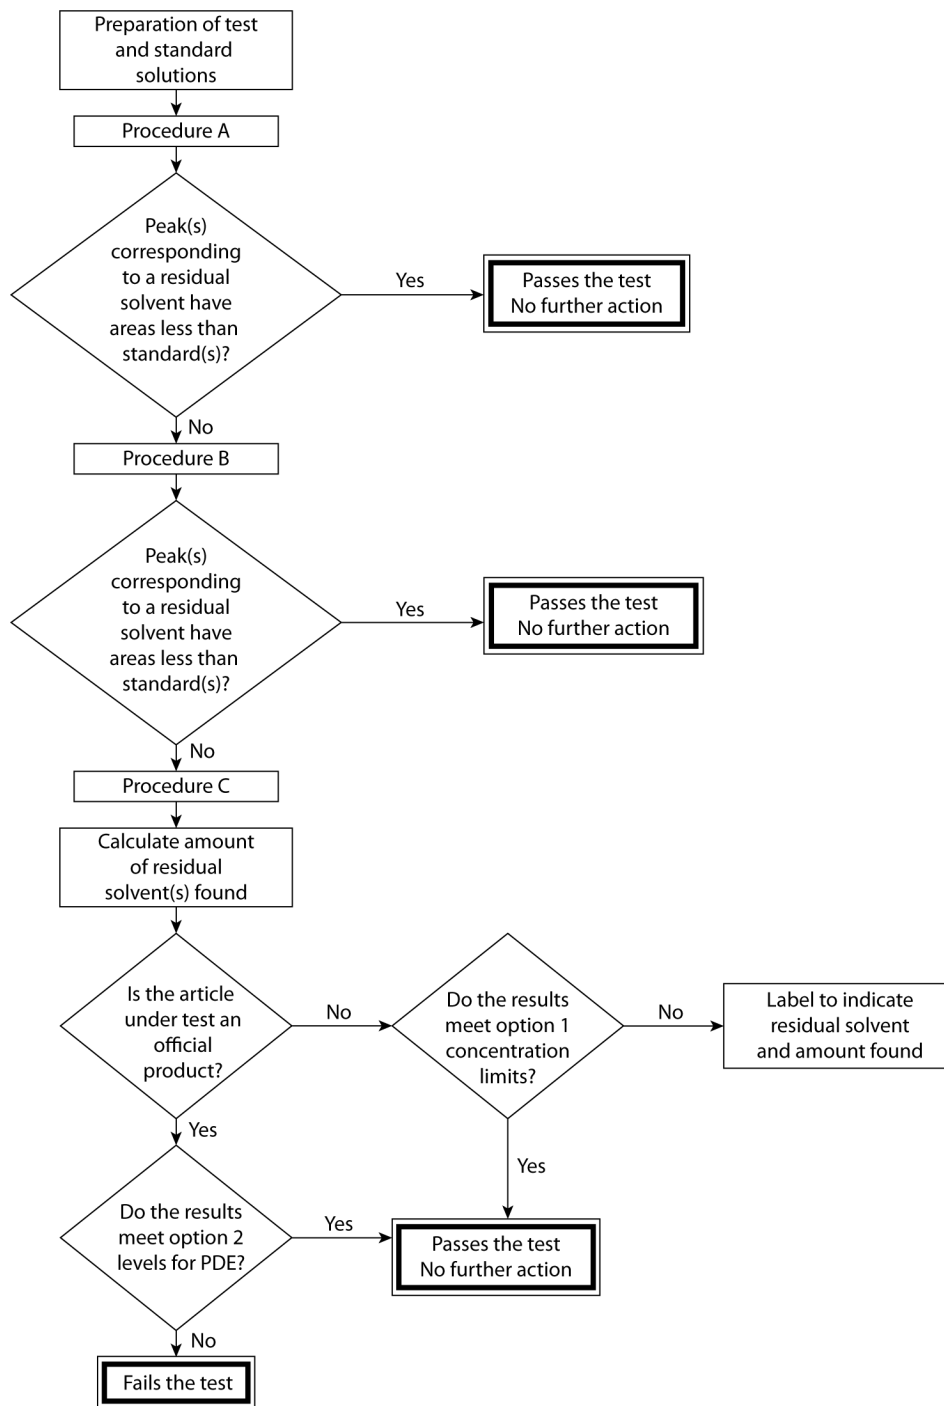 Preparation of test
and standard
solutions
Procedure A
Peak(s)
corresponding
to a residual
solvent have
areas less than
standard(s)?
Yes
Passes the test
No further action
No
Procedure B
Peak(s)
corresponding
to a residual
solvent have
areas less than
standard(s)?
Yes
Passes the test
No further action
No
Procedure C
Calculate amount
of residual
solvent(s) found
Is the article
under test an
official
product?
No
Do the results
meet option 1
concentration
limits?
No
Label to indicate
residual solvent
and amount found
Yes
Yes
Do the results
meet option 2
levels for PDE?
Yes
Passes the test
No further action
No
Fails the test